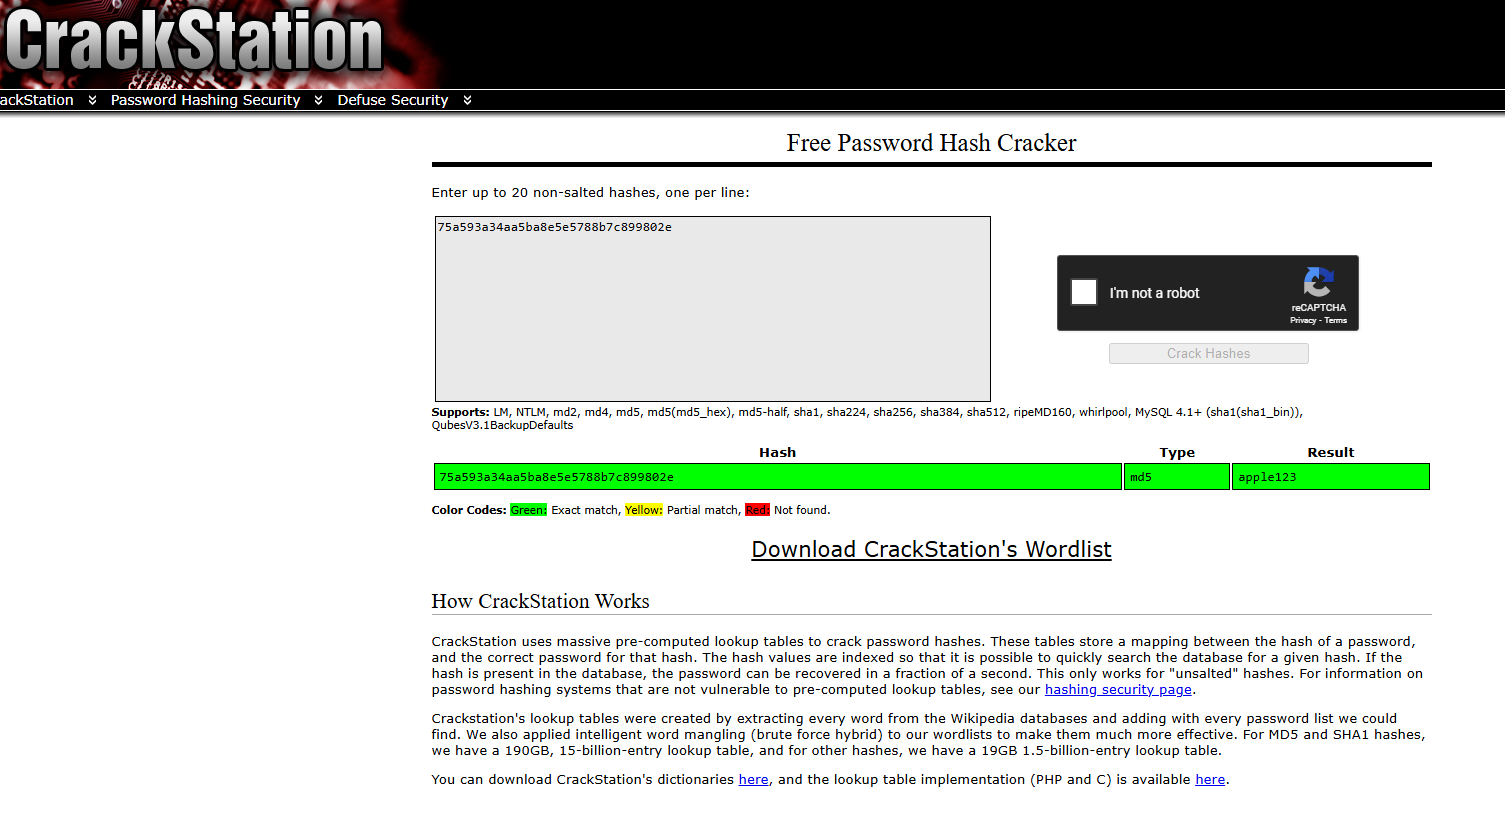 CrackStation
ackStation Password Hashing Security Defuse Security
Free Password Hash Cracker
Enter up to 20 non-salted hashes, one per line:
75a593a34aa5ba8e5e5788b7c899802e
I'm not a robot
reCAPTCHA
Privacy - Terms
Crack Hashes
Supports: LM, NTLM, md2, md4, md5, md5(md5_hex), md5-half, sha1, sha224, sha256, sha384, sha512, ripeMD160, whirlpool, MySQL 4.1+ (sha1(sha1_bin)),
QubesV3.1BackupDefaults
Hash Type Result
75a593a34aa5ba8e5e5788b7c899802e md5 apple123
Color Codes: Green: Exact match, Yellow: Partial match, Red: Not found.
Download CrackStation's Wordlist
How CrackStation Works
CrackStation uses massive pre-computed lookup tables to crack password hashes. These tables store a mapping between the hash of a password,
and the correct password for that hash. The hash values are indexed so that it is possible to quickly search the database for a given hash. If the
hash is present in the database, the password can be recovered in a fraction of a second. This only works for "unsalted" hashes. For information on
password hashing systems that are not vulnerable to pre-computed lookup tables, see our hashing security page.
Crackstation's lookup tables were created by extracting every word from the Wikipedia databases and adding with every password list we could
find. We also applied intelligent word mangling (brute force hybrid) to our wordlists to make them much more effective. For MD5 and SHA1 hashes,
we have a 190GB, 15-billion-entry lookup table, and for other hashes, we have a 19GB 1.5-billion-entry lookup table.
You can download CrackStation's dictionaries here, and the lookup table implementation (PHP and C) is available here.